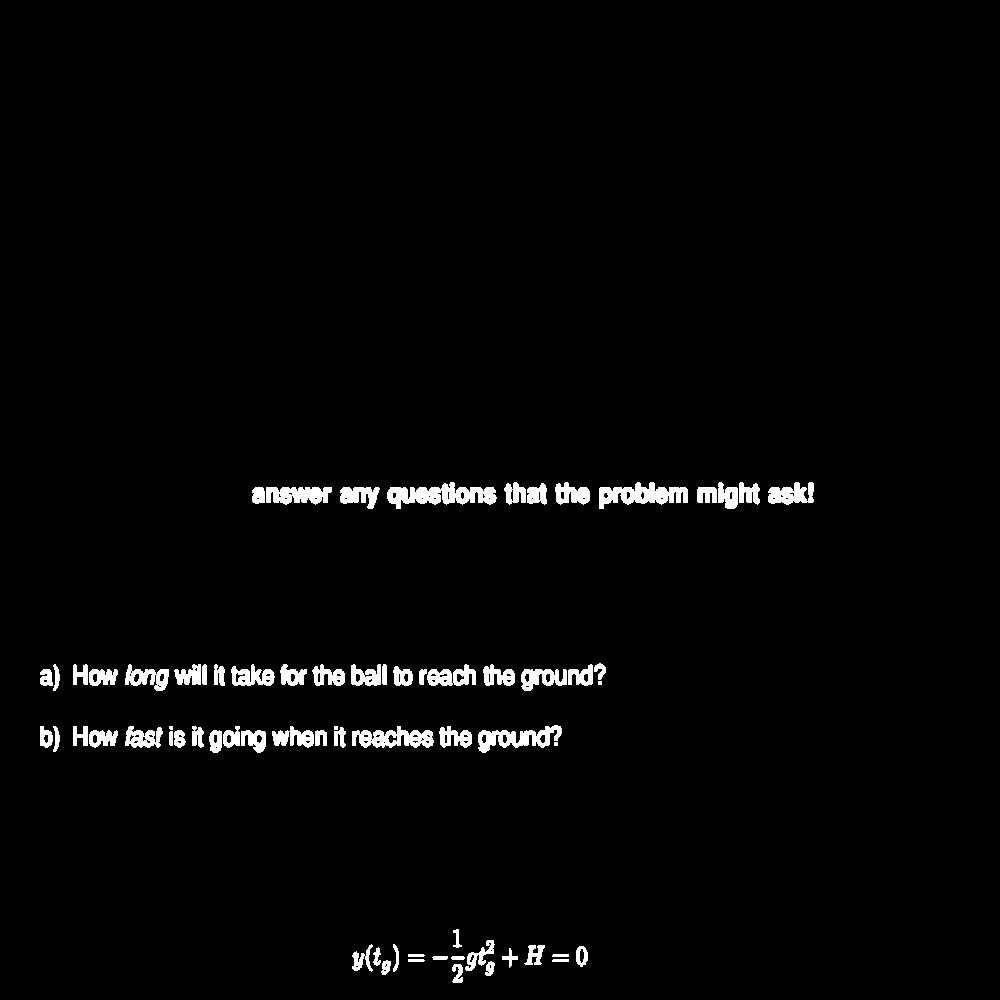 answer any questions that the problem might ask!
a) How long will it take for the ball to reach the ground?
b) How fast is it going when it reaches the ground?
y(t_g) = -\frac{1}{2}gt_g^2 + H = 0